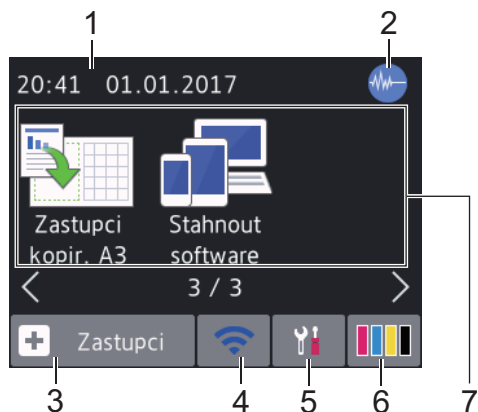 1
2
20:41 01.01.2017
Zastupci
kopir. A3
Stahnout
software
3 / 3
Zastupci
3
4
5
6
7